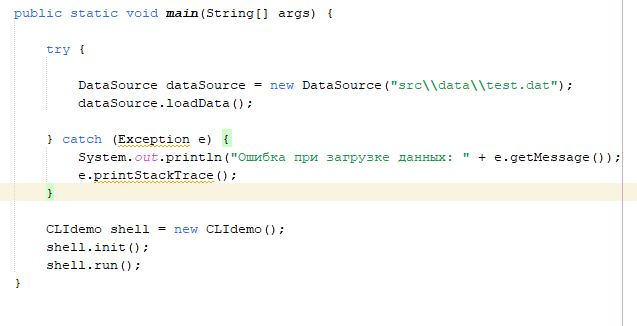 public static void main(String[] args) {
try {
DataSource dataSource = new DataSource("src\\data\\test.dat");
dataSource.loadData();
} catch (Exception e) {
System.out.println("Ошибка при загрузке данных: " + e.getMessage());
e.printStackTrace();
}
CLIdemo shell = new CLIdemo();
shell.init();
shell.run();
}